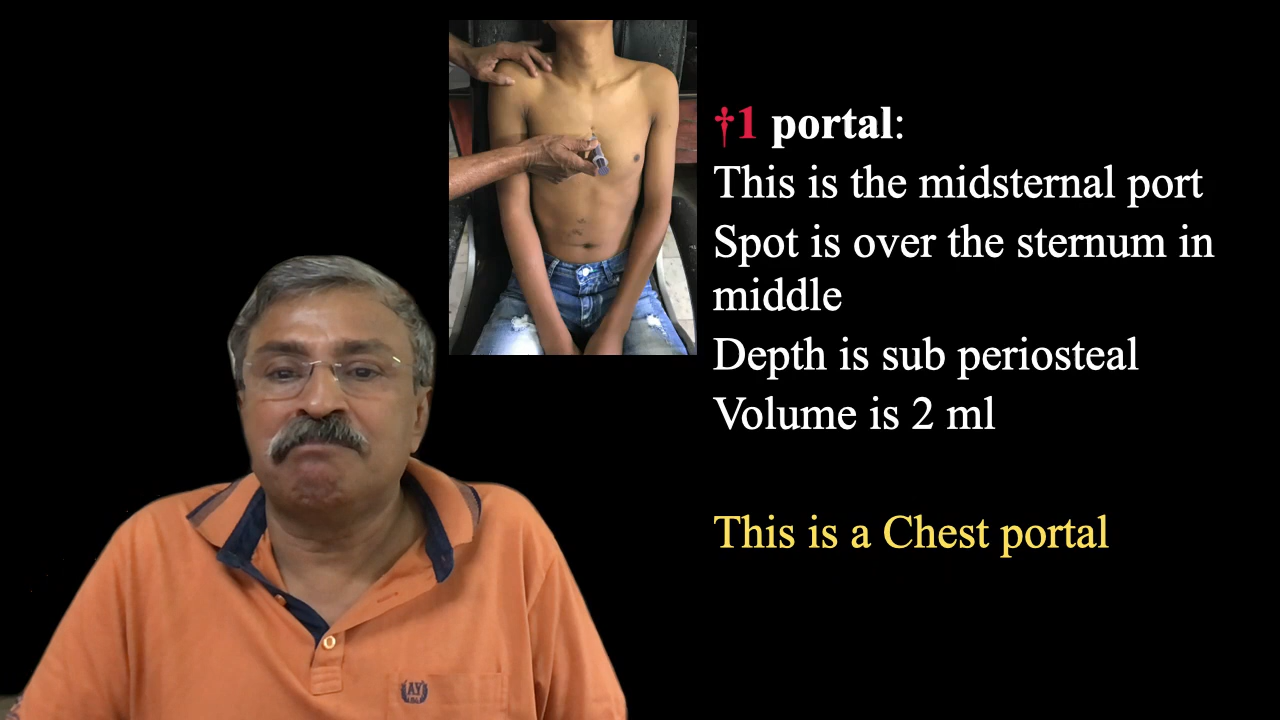 †1 portal:
This is the midsternal port
Spot is over the sternum in
middle
Depth is sub periosteal
Volume is 2 ml
This is a Chest portal
AY